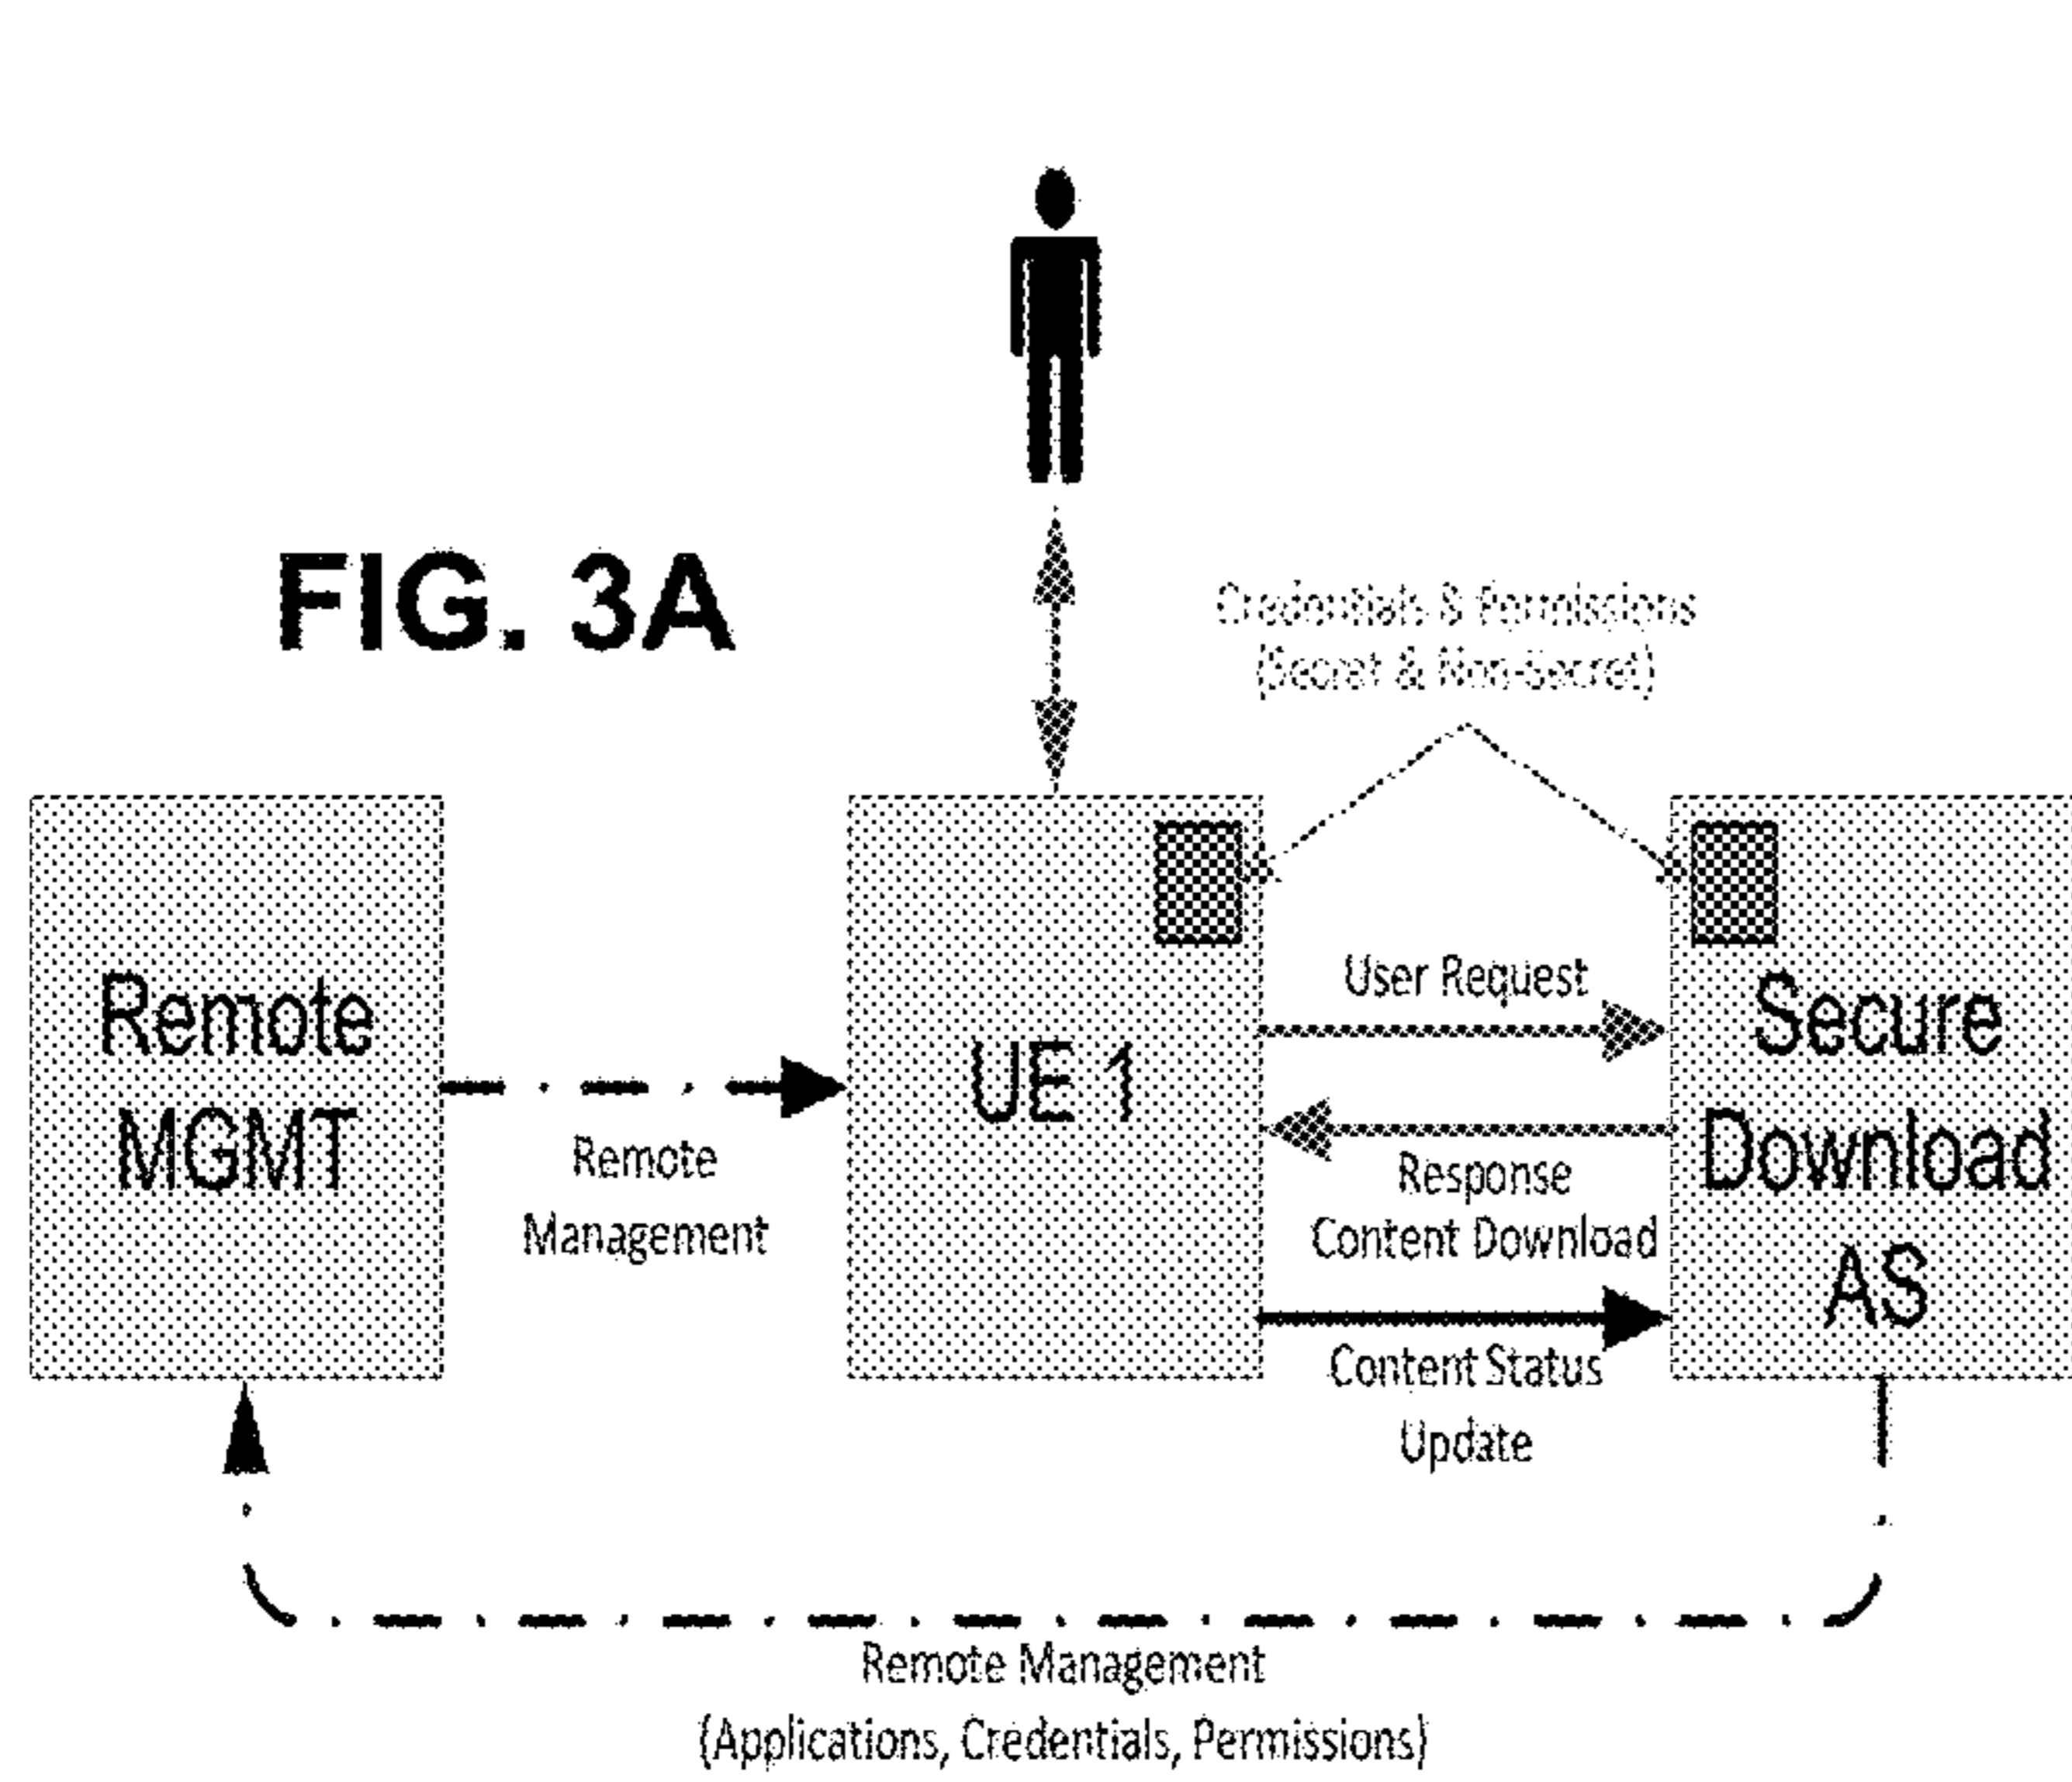 FIG. 3A
Credentials & Permissions
(Secret & Non-Secret)
Remote
MGMT
Remote
Management
UE 1
User Request
Response
Content Download
Content Status
Update
Secure
Download
AS
Remote Management
(Applications, Credentials, Permissions)